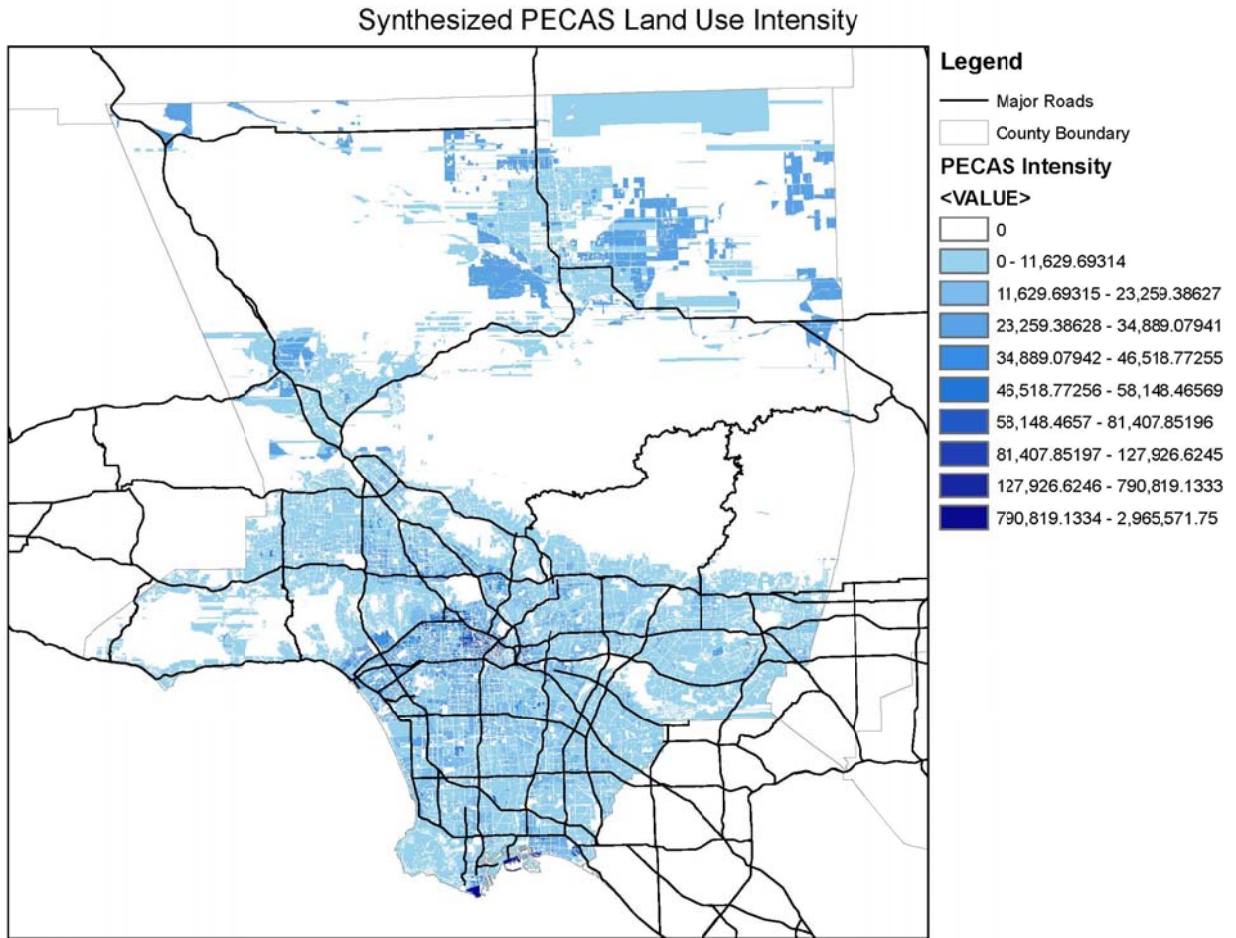 Synthesized PECAS Land Use Intensity
Legend
Major Roads
County Boundary
PECAS Intensity
<VALUE>
0
0 - 11,629.69314
11,629.69315 - 23,259.38627
23,259.38628 - 34,889.07941
34,889.07942 - 46,518.77255
46,518.77256 - 58,148.46569
58,148.4657 - 81,407.85196
81,407.85197 - 127,926.6245
127,926.6246 - 790,819.1333
790,819.1334 - 2,965,571.75